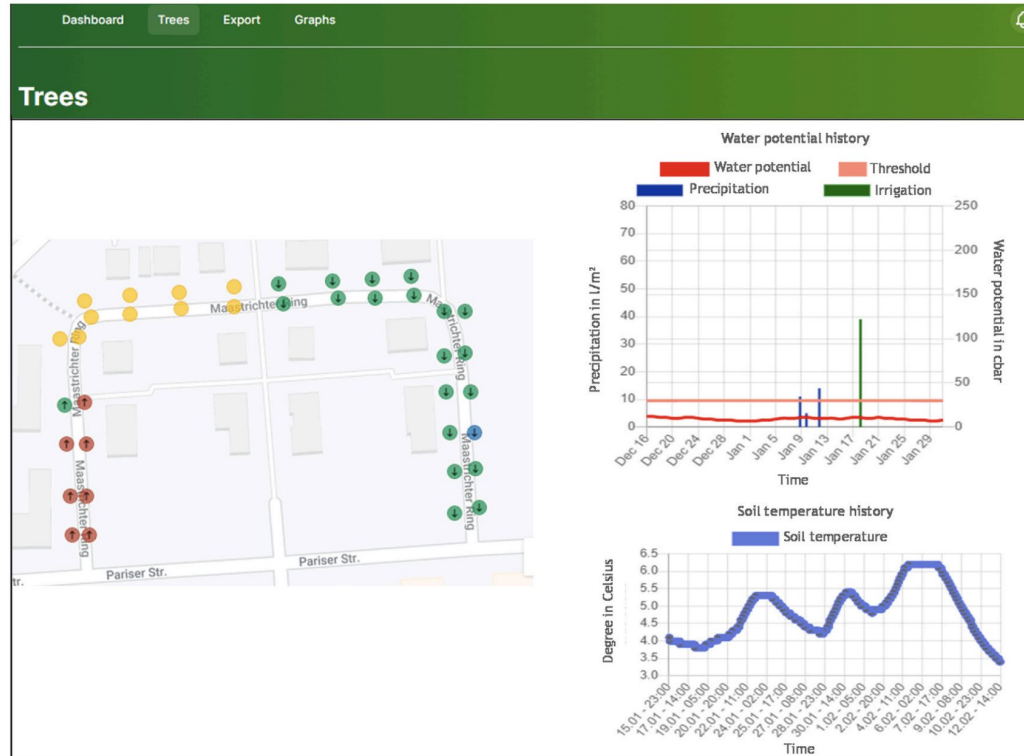 Dashboard Trees Export Graphs
Trees
Maastrichter Ring
Maastrichter Ring
Maastrichter Ring
Maastrichter Ring
Maastrichter Ring
Pariser Str.
Pariser Str.
tr.
Water potential history
Water potential Threshold
Precipitation Irrigation
Precipitation in l/m²
80
70
60
50
40
30
20
10
0
250
200
150
100
50
0
Water potential in cbar
Dec 16 Dec 20 Dec 24 Dec 28 Jan 1 Jan 5 Jan 9 Jan 13 Jan 17 Jan 21 Jan 25 Jan 29
Time
Soil temperature history
Soil temperature
Degree in Celsius
6.5
6.0
5.5
5.0
4.5
4.0
3.5
3.0
15.01 - 23:00 17.01 - 14:00 19.01 - 05:00 20.01 - 20:00 22.01 - 11:00 24.01 - 02:00 25.01 - 17:00 27.01 - 08:00 28.01 - 23:00 30.01 - 14:00 1.02 - 05:00 2.02 - 20:00 4.02 - 11:00 6.02 - 02:00 7.02 - 17:00 9.02 - 08:00 10.02 - 23:00 12.02 - 14:00
Time